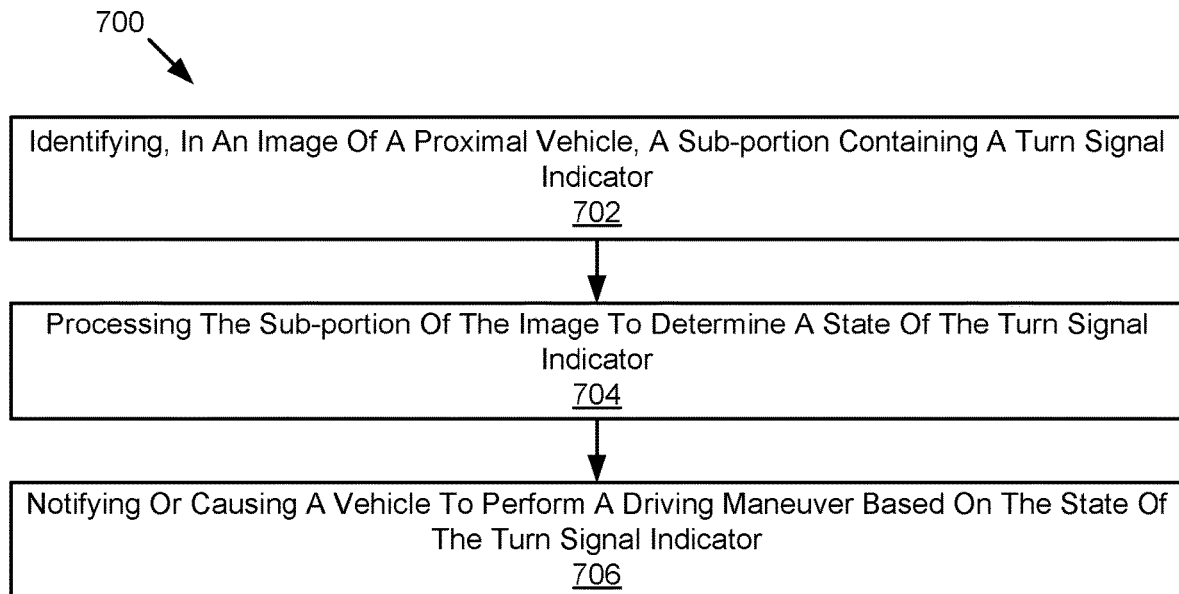 700
Identifying, In An Image Of A Proximal Vehicle, A Sub-portion Containing A Turn Signal
Indicator
702
Processing The Sub-portion Of The Image To Determine A State Of The Turn Signal
Indicator
704
Notifying Or Causing A Vehicle To Perform A Driving Maneuver Based On The State Of
The Turn Signal Indicator
706